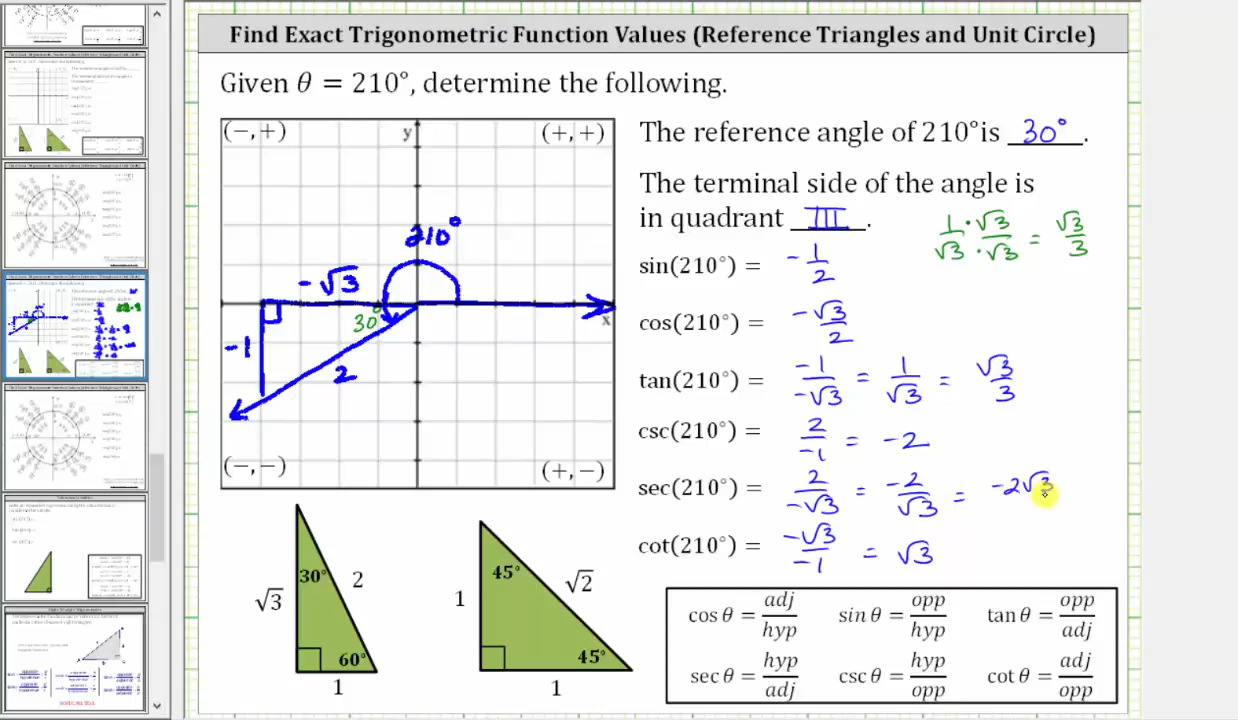 Find Exact Trigonometric Function Values (Reference Triangles and Unit Circle)
Given θ = 210°, determine the following.
(−,+)
y
(+,+)
210°
-√3
30°
x
-1
2
(−,−)
(+,−)
The reference angle of 210° is 30°.
The terminal side of the angle is
in quadrant III.
1/√3 · √3/√3 = √3/3
sin(210°) = -1/2
cos(210°) = -√3/2
tan(210°) = -1/-√3 = 1/√3 = √3/3
csc(210°) = 2/-1 = -2
sec(210°) = 2/-√3 = -2/√3 = -2√3
cot(210°) = -√3/-1 = √3
30°
2
√3
60°
1
45°
√2
1
45°
1
cos θ = adj/hyp sin θ = opp/hyp tan θ = opp/adj
sec θ = hyp/adj csc θ = hyp/opp cot θ = adj/opp